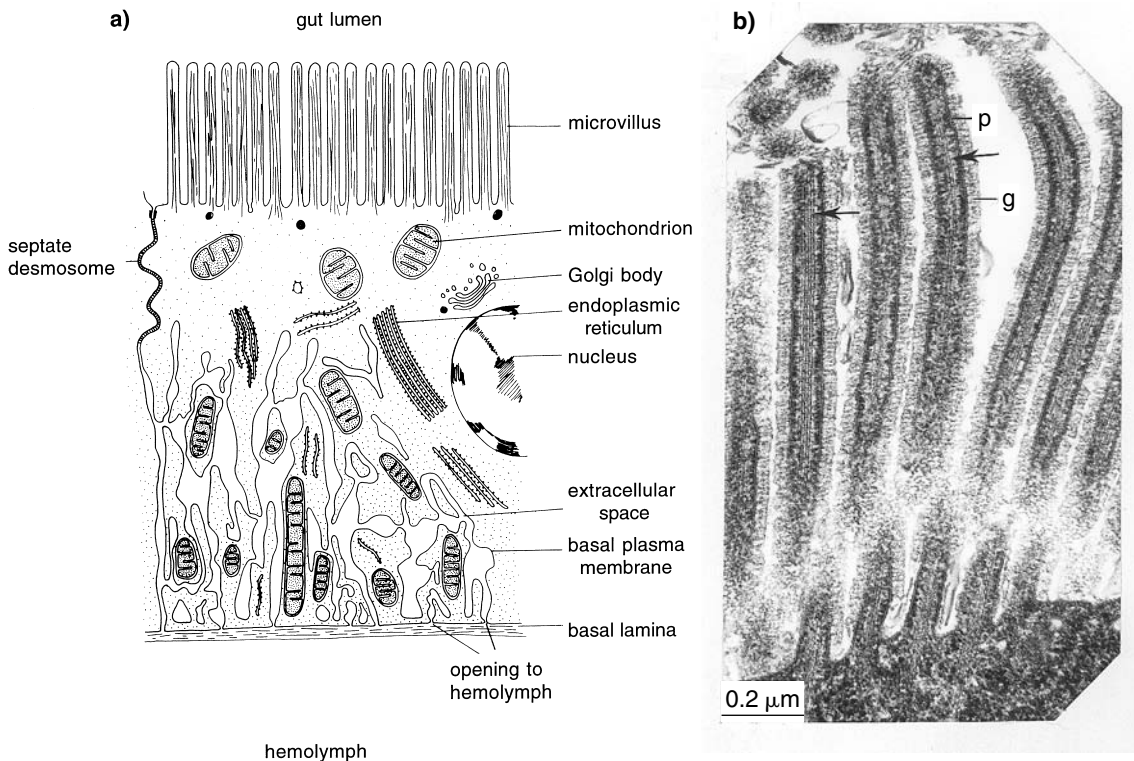 a)
gut lumen
microvillus
septate
desmosome
mitochondrion
Golgi body
endoplasmic
reticulum
nucleus
extracellular
space
basal plasma
membrane
basal lamina
opening to
hemolymph
hemolymph
b)
p
g
0.2 μm